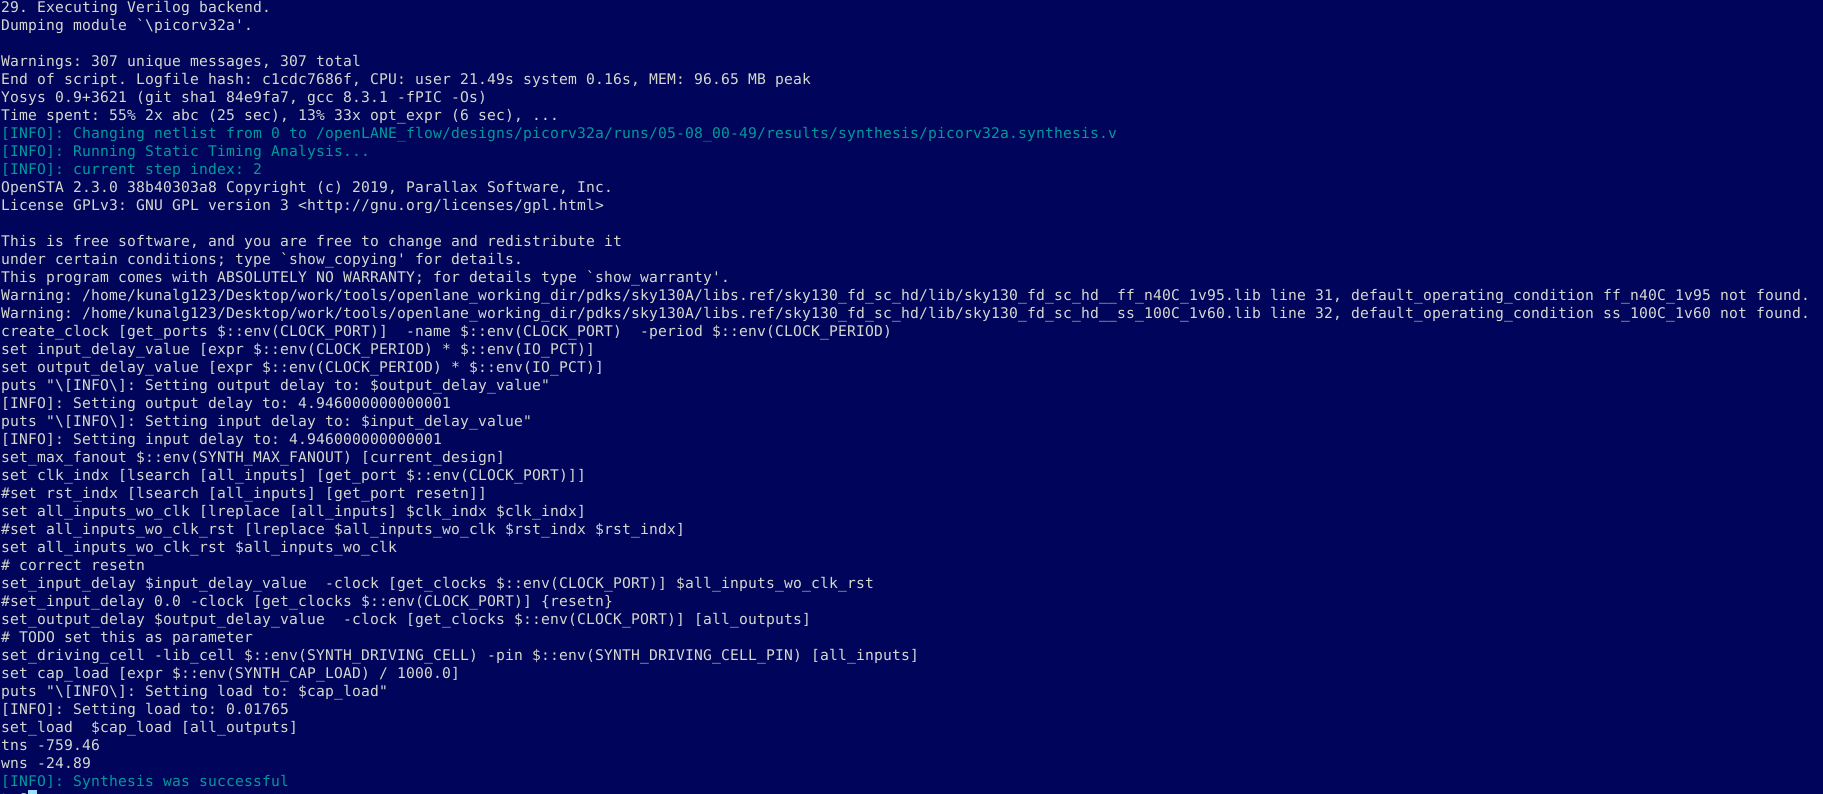 29. Executing Verilog backend.
Dumping module `\picorv32a'.
Warnings: 307 unique messages, 307 total
End of script. Logfile hash: c1cdc7686f, CPU: user 21.49s system 0.16s, MEM: 96.65 MB peak
Yosys 0.9+3621 (git sha1 84e9fa7, gcc 8.3.1 -fPIC -Os)
Time spent: 55% 2x abc (25 sec), 13% 33x opt_expr (6 sec), ...
[INFO]: Changing netlist from 0 to /openLANE_flow/designs/picorv32a/runs/05-08_00-49/results/synthesis/picorv32a.synthesis.v
[INFO]: Running Static Timing Analysis...
[INFO]: current step index: 2
OpenSTA 2.3.0 38b40303a8 Copyright (c) 2019, Parallax Software, Inc.
License GPLv3: GNU GPL version 3 <http://gnu.org/licenses/gpl.html>
This is free software, and you are free to change and redistribute it
under certain conditions; type `show_copying' for details.
This program comes with ABSOLUTELY NO WARRANTY; for details type `show_warranty'.
Warning: /home/kunalg123/Desktop/work/tools/openlane_working_dir/pdks/sky130A/libs.ref/sky130_fd_sc_hd/lib/sky130_fd_sc_hd__ff_n40C_1v95.lib line 31, default_operating_condition ff_n40C_1v95 not found.
Warning: /home/kunalg123/Desktop/work/tools/openlane_working_dir/pdks/sky130A/libs.ref/sky130_fd_sc_hd/lib/sky130_fd_sc_hd__ss_100C_1v60.lib line 32, default_operating_condition ss_100C_1v60 not found.
create_clock [get_ports $::env(CLOCK_PORT)]  -name $::env(CLOCK_PORT)  -period $::env(CLOCK_PERIOD)
set input_delay_value [expr $::env(CLOCK_PERIOD) * $::env(IO_PCT)]
set output_delay_value [expr $::env(CLOCK_PERIOD) * $::env(IO_PCT)]
puts "\[INFO\]: Setting output delay to: $output_delay_value"
[INFO]: Setting output delay to: 4.946000000000001
puts "\[INFO\]: Setting input delay to: $input_delay_value"
[INFO]: Setting input delay to: 4.946000000000001
set_max_fanout $::env(SYNTH_MAX_FANOUT) [current_design]
set clk_indx [lsearch [all_inputs] [get_port $::env(CLOCK_PORT)]]
#set rst_indx [lsearch [all_inputs] [get_port resetn]]
set all_inputs_wo_clk [lreplace [all_inputs] $clk_indx $clk_indx]
#set all_inputs_wo_clk_rst [lreplace $all_inputs_wo_clk $rst_indx $rst_indx]
set all_inputs_wo_clk_rst $all_inputs_wo_clk
# correct resetn
set_input_delay $input_delay_value  -clock [get_clocks $::env(CLOCK_PORT)] $all_inputs_wo_clk_rst
#set_input_delay 0.0 -clock [get_clocks $::env(CLOCK_PORT)] {resetn}
set_output_delay $output_delay_value  -clock [get_clocks $::env(CLOCK_PORT)] [all_outputs]
# TODO set this as parameter
set_driving_cell -lib_cell $::env(SYNTH_DRIVING_CELL) -pin $::env(SYNTH_DRIVING_CELL_PIN) [all_inputs]
set cap_load [expr $::env(SYNTH_CAP_LOAD) / 1000.0]
puts "\[INFO\]: Setting load to: $cap_load"
[INFO]: Setting load to: 0.01765
set_load  $cap_load [all_outputs]
tns -759.46
wns -24.89
[INFO]: Synthesis was successful